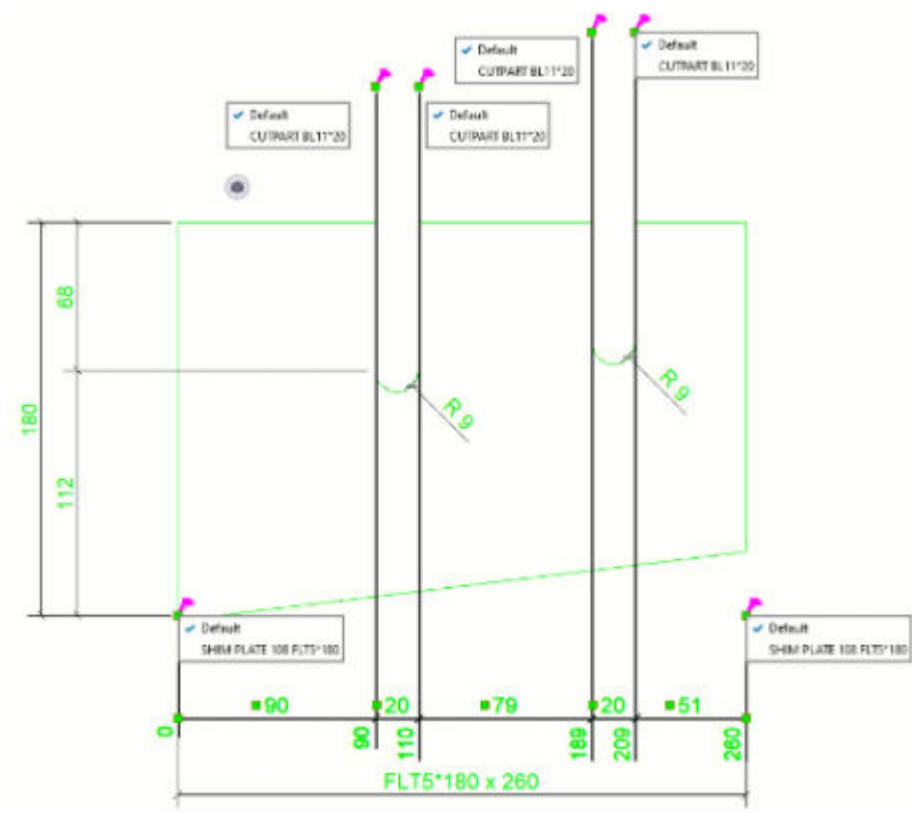 Default
CUTPART BL11*20
Default
CUTPART BL11*20
Default
CUTPART BL11*20
Default
CUTPART BL11*20
68
180
112
R 9
R 9
Default
SHIM PLATE 108 FLT5*180
Default
SHIM PLATE 108 FLT5*180
90
20
79
20
51
0
90
110
189
209
260
FLT5*180 x 260